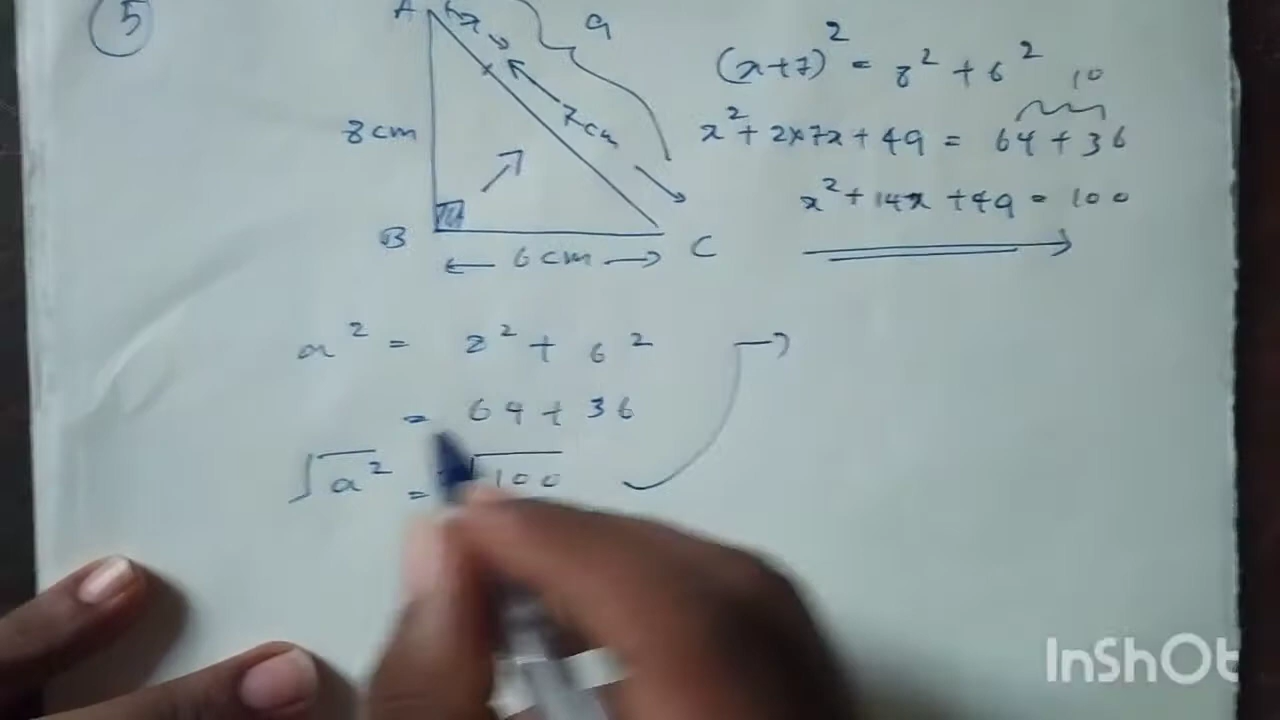 5
A x a
8cm 7cm
B 6cm C
(x+7)² = 8² + 6²
10
x² + 2×7x + 49 = 64 + 36
x² + 14x + 49 = 100
a² = 8² + 6²
= 64 + 36
√a² = √100
InShOt